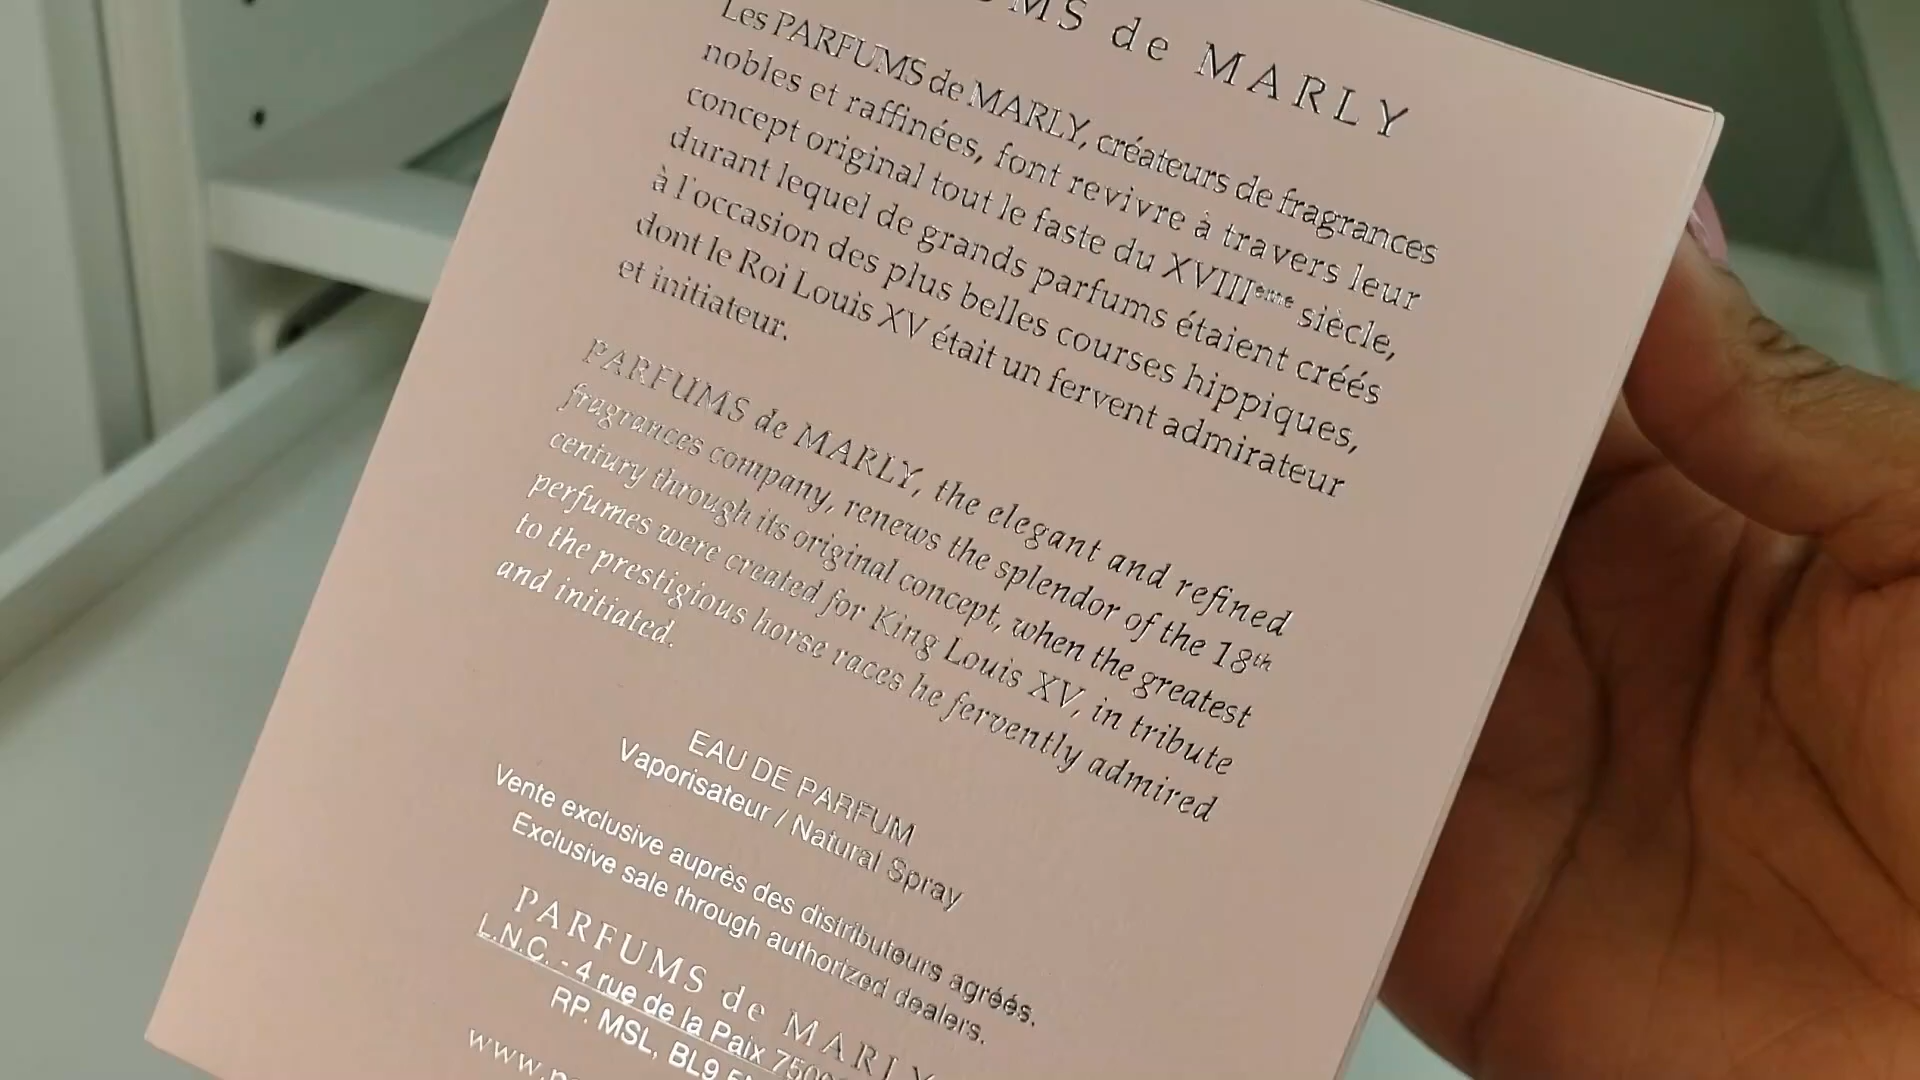 de MARLY
Les PARFUMS de MARLY, créateurs de fragrances
nobles et raffinées, font revivre à travers leur
concept original tout le faste du XVIIIème siècle,
durant lequel de grands parfums étaient créés
à l'occasion des plus belles courses hippiques,
dont le Roi Louis XV était un fervent admirateur
et initiateur.
PARFUMS de MARLY, the elegant and refined
fragrances company, renews the splendor of the 18th
century through its original concept, when the greatest
perfumes were created for King Louis XV, in tribute
to the prestigious horse races he fervently admired
and initiated.
EAU DE PARFUM
Vaporisateur / Natural Spray
Vente exclusive auprès des distributeurs agréés.
Exclusive sale through authorized dealers.
PARFUMS de MARLY
L.N.C. - 4 rue de la Paix
RP. MSL, BL9